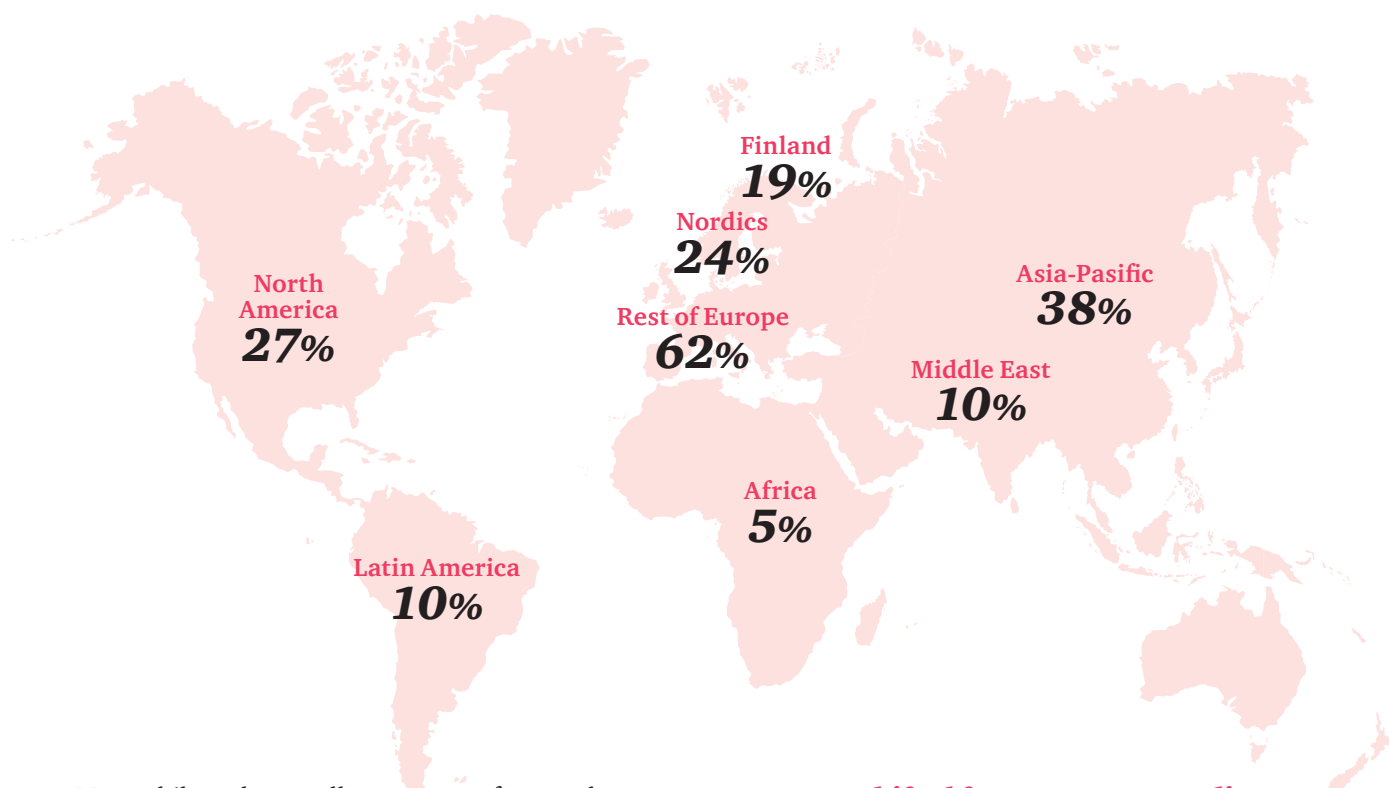 Finland
19%
Nordics
24%
North
America
27%
Asia-Pasific
38%
Rest of Europe
62%
Middle East
10%
Africa
5%
Latin America
10%